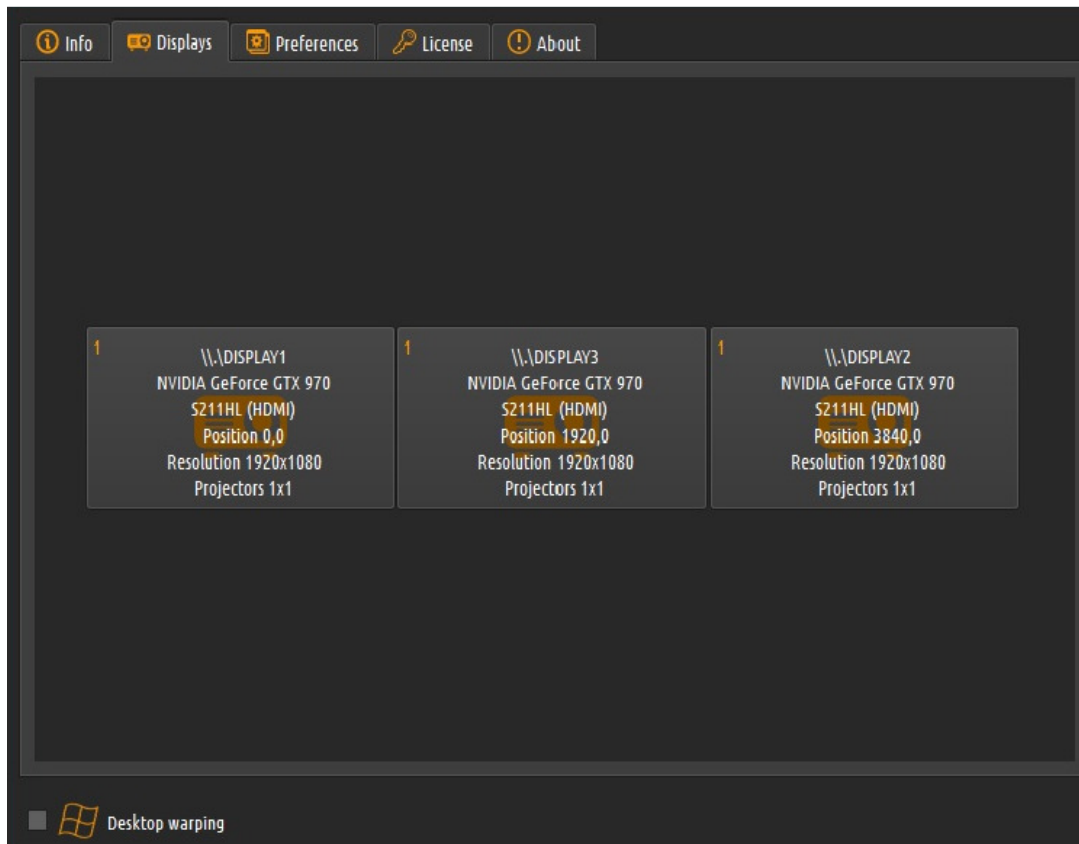 Info Displays Preferences License About
1 1 1
\\.\DISPLAY1 \\.\DISPLAY3 \\.\DISPLAY2
NVIDIA GeForce GTX 970 NVIDIA GeForce GTX 970 NVIDIA GeForce GTX 970
S211HL (HDMI) S211HL (HDMI) S211HL (HDMI)
Position 0,0 Position 1920,0 Position 3840,0
Resolution 1920x1080 Resolution 1920x1080 Resolution 1920x1080
Projectors 1x1 Projectors 1x1 Projectors 1x1
Desktop warping